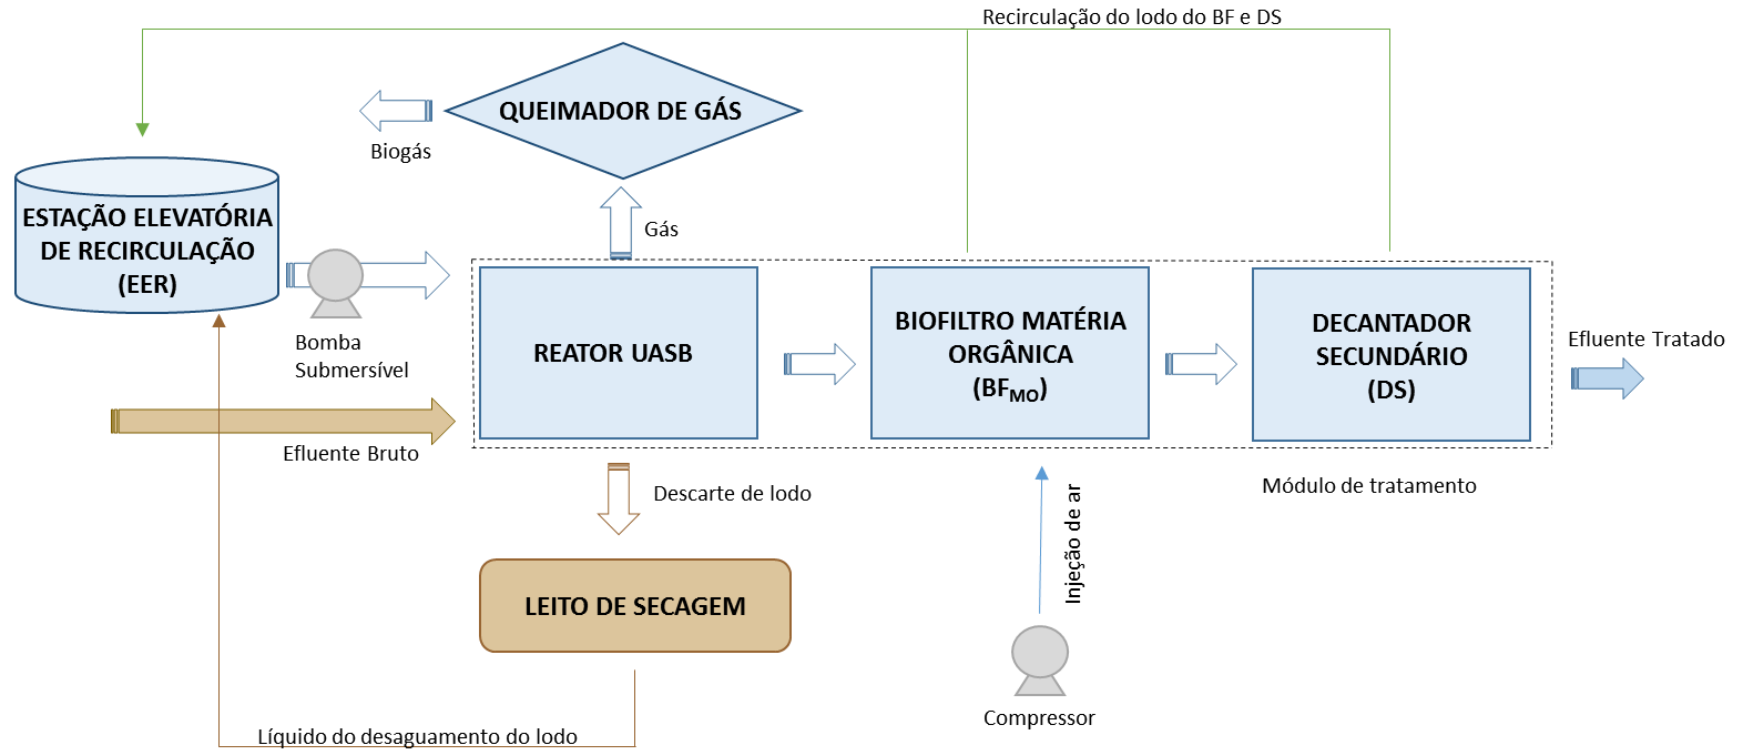 Recirculação do lodo do BF e DS
QUEIMADOR DE GÁS
Biogás
ESTAÇÃO ELEVATÓRIA
DE RECIRCULAÇÃO
(EER)
Gás
Bomba
Submersível
REATOR UASB
BIOFILTRO MATÉRIA
ORGÂNICA
(BFMO)
DECANTADOR
SECUNDÁRIO
(DS)
Efluente Tratado
Efluente Bruto
Descarte de lodo
Módulo de tratamento
Injeção de ar
LEITO DE SECAGEM
Compressor
Líquido do desaguamento do lodo